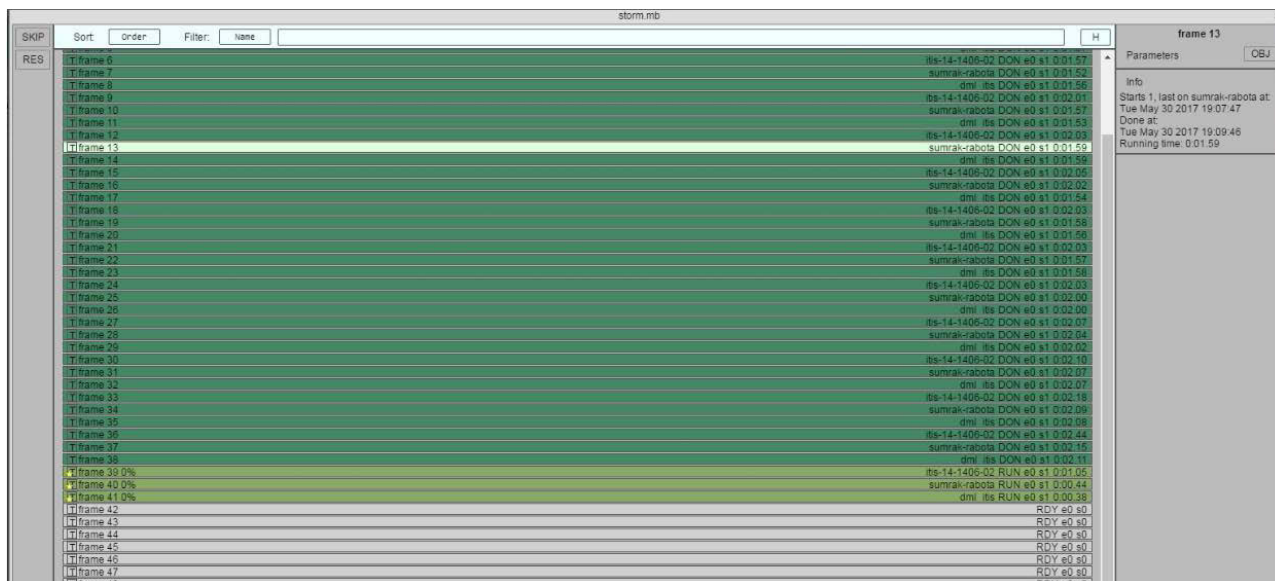 storm.mb
SKIP
RES
Sort: Order Filter: Name H
T frame 6 itis-14-1406-02 DON e0 s1 0:01.57
T frame 7 sumrak-rabota DON e0 s1 0:01.52
T frame 8 dml_itis DON e0 s1 0:01.56
T frame 9 itis-14-1406-02 DON e0 s1 0:02.01
T frame 10 sumrak-rabota DON e0 s1 0:01.57
T frame 11 dml_itis DON e0 s1 0:01.53
T frame 12 itis-14-1406-02 DON e0 s1 0:02.03
T frame 13 sumrak-rabota DON e0 s1 0:01.59
T frame 14 dml_itis DON e0 s1 0:01.59
T frame 15 itis-14-1406-02 DON e0 s1 0:02.05
T frame 16 sumrak-rabota DON e0 s1 0:02.02
T frame 17 dml_itis DON e0 s1 0:01.54
T frame 18 itis-14-1406-02 DON e0 s1 0:02.03
T frame 19 sumrak-rabota DON e0 s1 0:01.58
T frame 20 dml_itis DON e0 s1 0:01.56
T frame 21 itis-14-1406-02 DON e0 s1 0:02.03
T frame 22 sumrak-rabota DON e0 s1 0:01.57
T frame 23 dml_itis DON e0 s1 0:01.58
T frame 24 itis-14-1406-02 DON e0 s1 0:02.03
T frame 25 sumrak-rabota DON e0 s1 0:02.00
T frame 26 dml_itis DON e0 s1 0:02.00
T frame 27 itis-14-1406-02 DON e0 s1 0:02.07
T frame 28 sumrak-rabota DON e0 s1 0:02.04
T frame 29 dml_itis DON e0 s1 0:02.02
T frame 30 itis-14-1406-02 DON e0 s1 0:02.10
T frame 31 sumrak-rabota DON e0 s1 0:02.07
T frame 32 dml_itis DON e0 s1 0:02.07
T frame 33 itis-14-1406-02 DON e0 s1 0:02.18
T frame 34 sumrak-rabota DON e0 s1 0:02.09
T frame 35 dml_itis DON e0 s1 0:02.08
T frame 36 itis-14-1406-02 DON e0 s1 0:02.44
T frame 37 sumrak-rabota DON e0 s1 0:02.15
T frame 38 dml_itis DON e0 s1 0:02.11
T frame 39 0% itis-14-1406-02 RUN e0 s1 0:01.05
T frame 40 0% sumrak-rabota RUN e0 s1 0:00.44
T frame 41 0% dml_itis RUN e0 s1 0:00.38
T frame 42 RDY e0 s0
T frame 43 RDY e0 s0
T frame 44 RDY e0 s0
T frame 45 RDY e0 s0
T frame 46 RDY e0 s0
T frame 47 RDY e0 s0
frame 13
Parameters OBJ
Info
Starts 1, last on sumrak-rabota at:
Tue May 30 2017 19:07:47
Done at:
Tue May 30 2017 19:09:46
Running time: 0:01.59